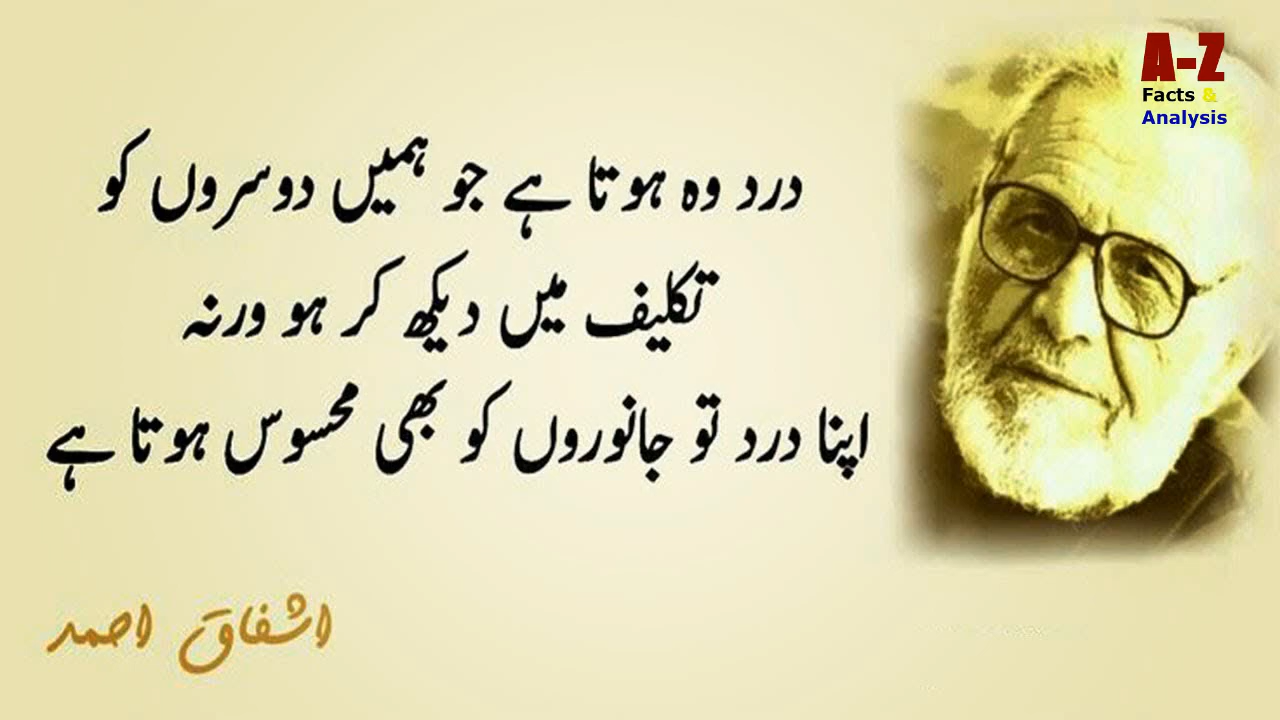 A-Z
Facts &
Analysis
درد وہ ہوتا ہے جو ہمیں دوسروں کو
تکلیف میں دیکھ کر ہو ورنہ
اپنا درد تو جانوروں کو بھی محسوس ہوتا ہے
اشفاق احمد